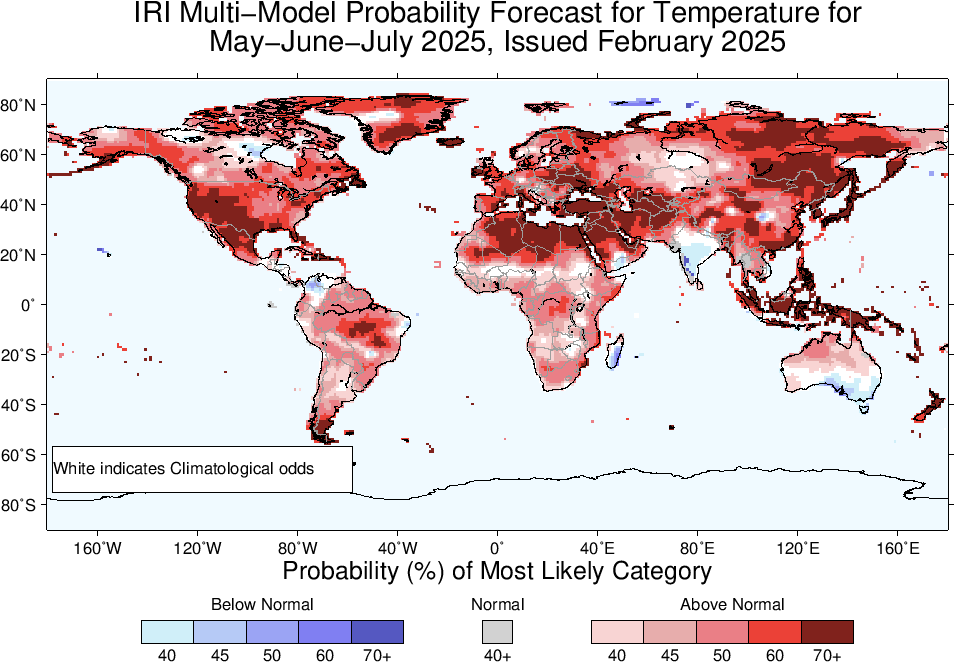 IRI Multi−Model Probability Forecast for Temperature for
May−June−July 2025, Issued February 2025
80˚N
60˚N
40˚N
20˚N
0˚
20˚S
40˚S
60˚S
80˚S
White indicates Climatological odds
160˚W 120˚W 80˚W 40˚W 0˚ 40˚E 80˚E 120˚E 160˚E
Probability (%) of Most Likely Category
Below Normal Normal Above Normal
40 45 50 60 70+ 40+ 40 45 50 60 70+